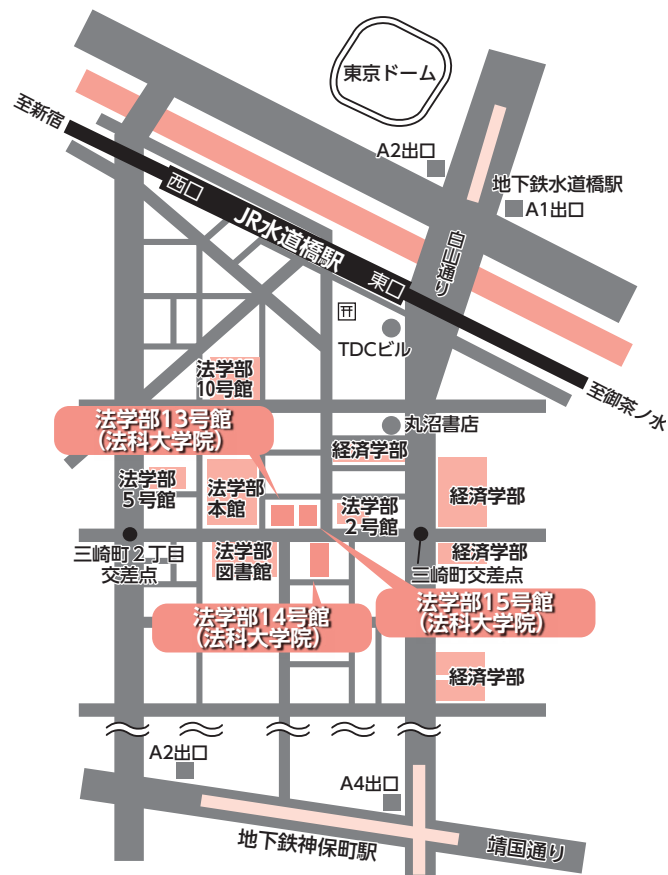 東京ドーム
至新宿
A2出口
地下鉄水道橋駅
A1出口
西口
JR水道橋駅
東口
白山通り
TDCビル
至御茶ノ水
法学部
10号館
法学部13号館
(法科大学院)
丸沼書店
経済学部
法学部
5号館
法学部
本館
法学部
2号館
経済学部
三崎町2丁目
交差点
法学部
図書館
経済学部
三崎町交差点
法学部14号館
(法科大学院)
法学部15号館
(法科大学院)
経済学部
A2出口
A4出口
地下鉄神保町駅
靖国通り